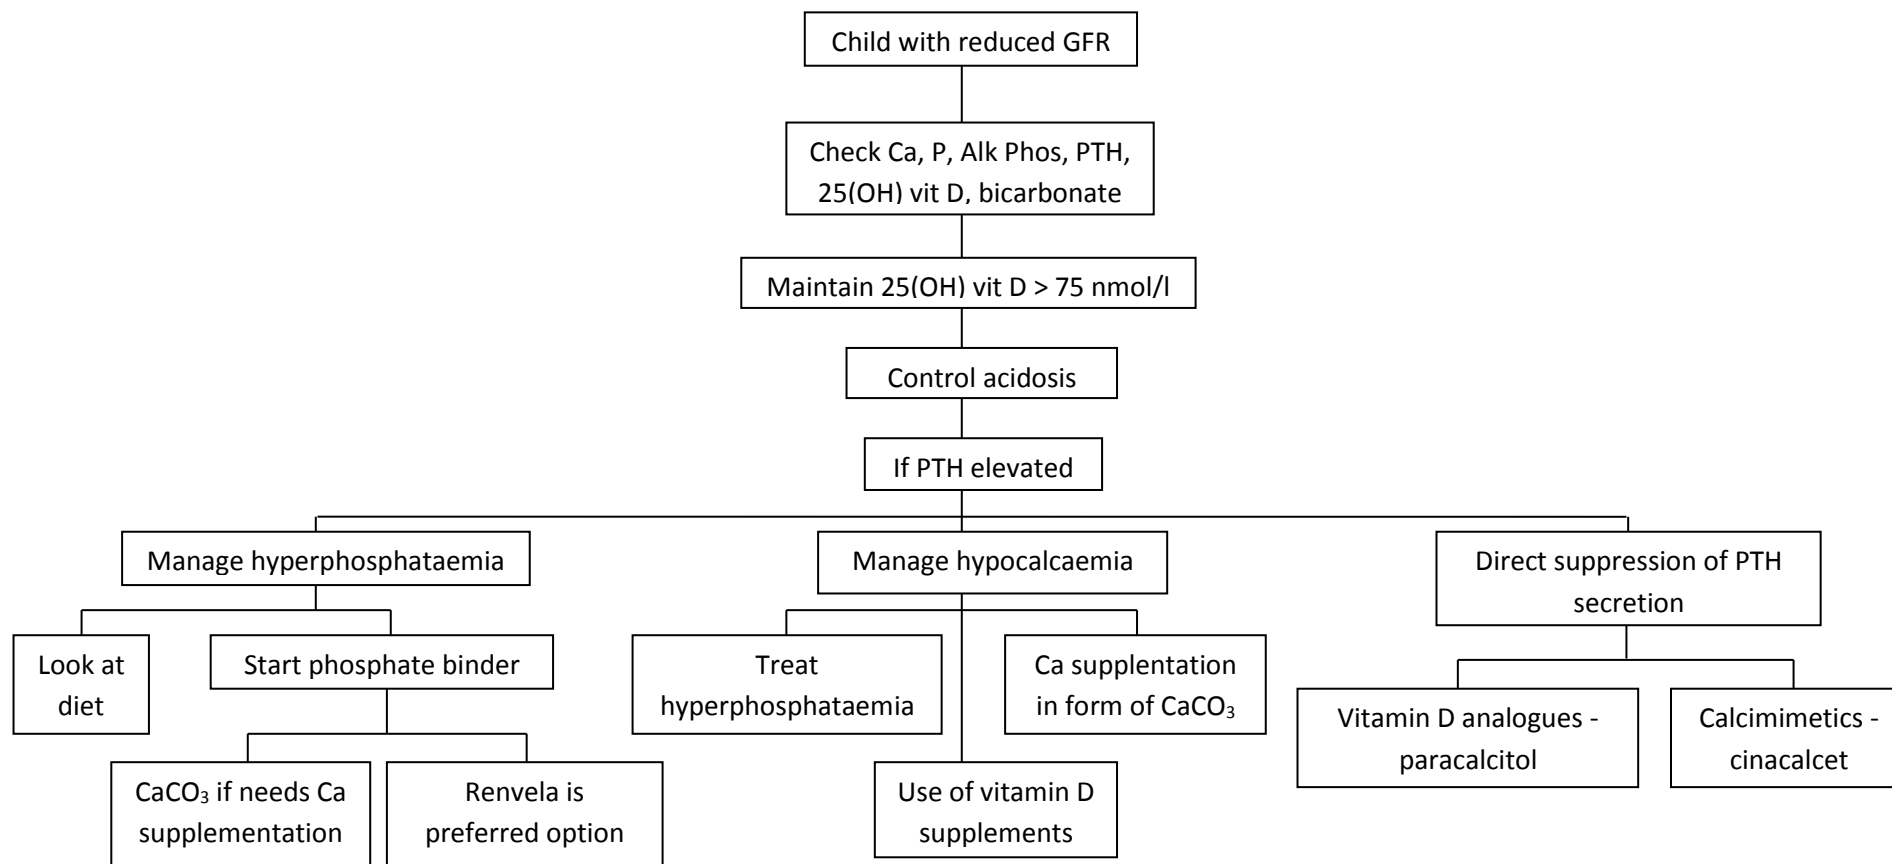 Child with reduced GFR
Check Ca, P, Alk Phos, PTH,
25(OH) vit D, bicarbonate
Maintain 25(OH) vit D > 75 nmol/l
Control acidosis
If PTH elevated
Manage hyperphosphataemia
Manage hypocalcaemia
Direct suppression of PTH
secretion
Look at
diet
Start phosphate binder
Treat
hyperphosphataemia
Ca supplentation
in form of CaCO₃
Vitamin D analogues -
paracalcitol
Calcimimetics -
cinacalcet
CaCO₃ if needs Ca
supplementation
Renvela is
preferred option
Use of vitamin D
supplements